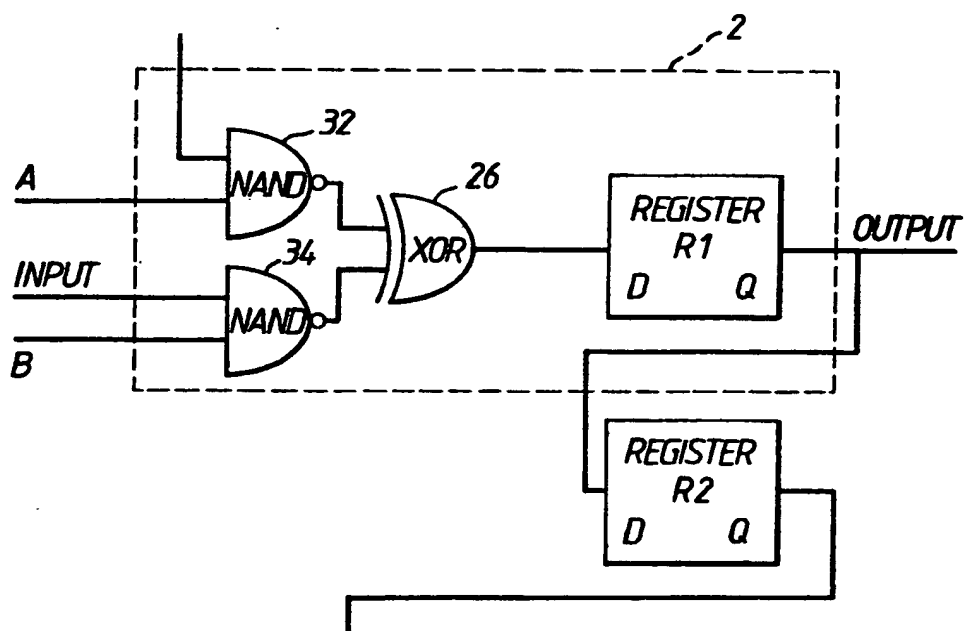 2
32
A
NAND
26
REGISTER
R1
XOR
OUTPUT
INPUT
34
D Q
NAND
B
REGISTER
R2
D Q